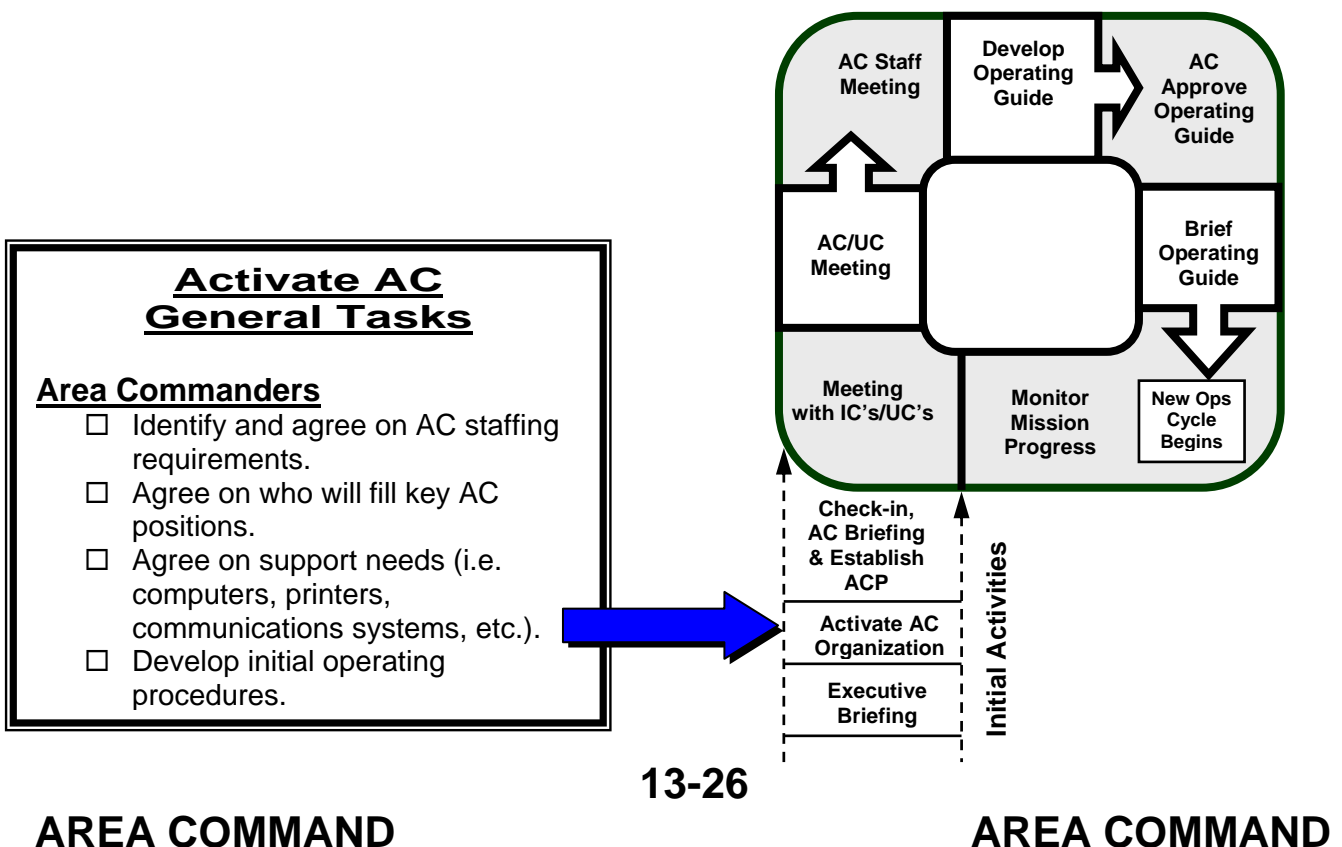 Activate AC
General Tasks
Area Commanders
☐ Identify and agree on AC staffing
requirements.
☐ Agree on who will fill key AC
positions.
☐ Agree on support needs (i.e.
computers, printers,
communications systems, etc.).
☐ Develop initial operating
procedures.
AC Staff
Meeting
Develop
Operating
Guide
AC
Approve
Operating
Guide
AC/UC
Meeting
Brief
Operating
Guide
Meeting
with IC's/UC's
Monitor
Mission
Progress
New Ops
Cycle
Begins
Check-in,
AC Briefing
& Establish
ACP
Activate AC
Organization
Executive
Briefing
Initial Activities
13-26
AREA COMMAND
AREA COMMAND